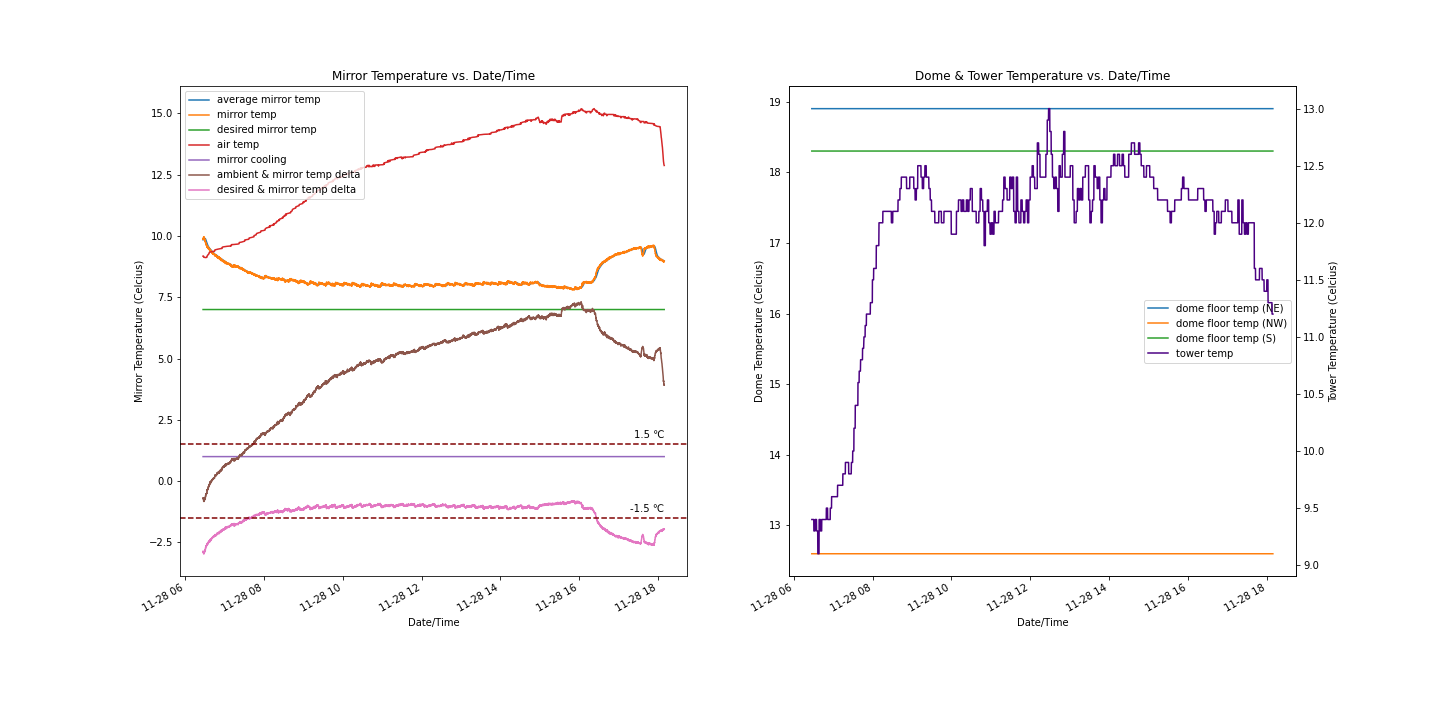 Mirror Temperature vs. Date/Time
Mirror Temperature (Celcius)
15.0
12.5
10.0
7.5
5.0
2.5
0.0
−2.5
average mirror temp
mirror temp
desired mirror temp
air temp
mirror cooling
ambient & mirror temp delta
desired & mirror temp delta
1.5 °C
-1.5 °C
11-28 06
11-28 08
11-28 10
11-28 12
11-28 14
11-28 16
11-28 18
Date/Time
Dome & Tower Temperature vs. Date/Time
Dome Temperature (Celcius)
19
18
17
16
15
14
13
dome floor temp (NE)
dome floor temp (NW)
dome floor temp (S)
tower temp
13.0
12.5
12.0
11.5
11.0
10.5
10.0
9.5
9.0
Tower Temperature (Celcius)
11-28 06
11-28 08
11-28 10
11-28 12
11-28 14
11-28 16
11-28 18
Date/Time